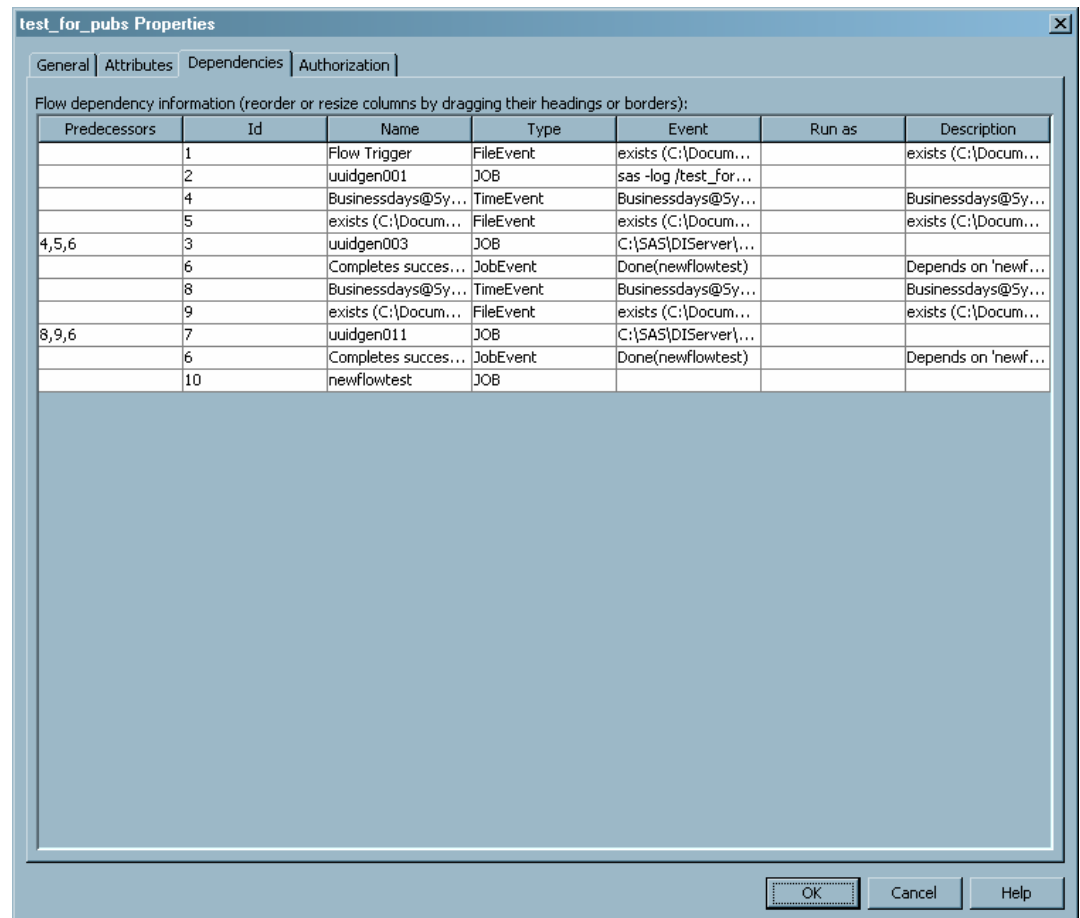 test_for_pubs Properties
General Attributes Dependencies Authorization
Flow dependency information (reorder or resize columns by dragging their headings or borders):
Predecessors Id Name Type Event Run as Description
1 Flow Trigger FileEvent exists (C:\Docum... exists (C:\Docum...
2 uuidgen001 JOB sas -log /test_for...
4 Businessdays@Sy... TimeEvent Businessdays@Sy... Businessdays@Sy...
5 exists (C:\Docum... FileEvent exists (C:\Docum... exists (C:\Docum...
4,5,6 3 uuidgen003 JOB C:\SAS\DIServer\...
6 Completes succes... JobEvent Done(newflowtest) Depends on 'newf...
8 Businessdays@Sy... TimeEvent Businessdays@Sy... Businessdays@Sy...
9 exists (C:\Docum... FileEvent exists (C:\Docum... exists (C:\Docum...
8,9,6 7 uuidgen011 JOB C:\SAS\DIServer\...
6 Completes succes... JobEvent Done(newflowtest) Depends on 'newf...
10 newflowtest JOB
OK Cancel Help